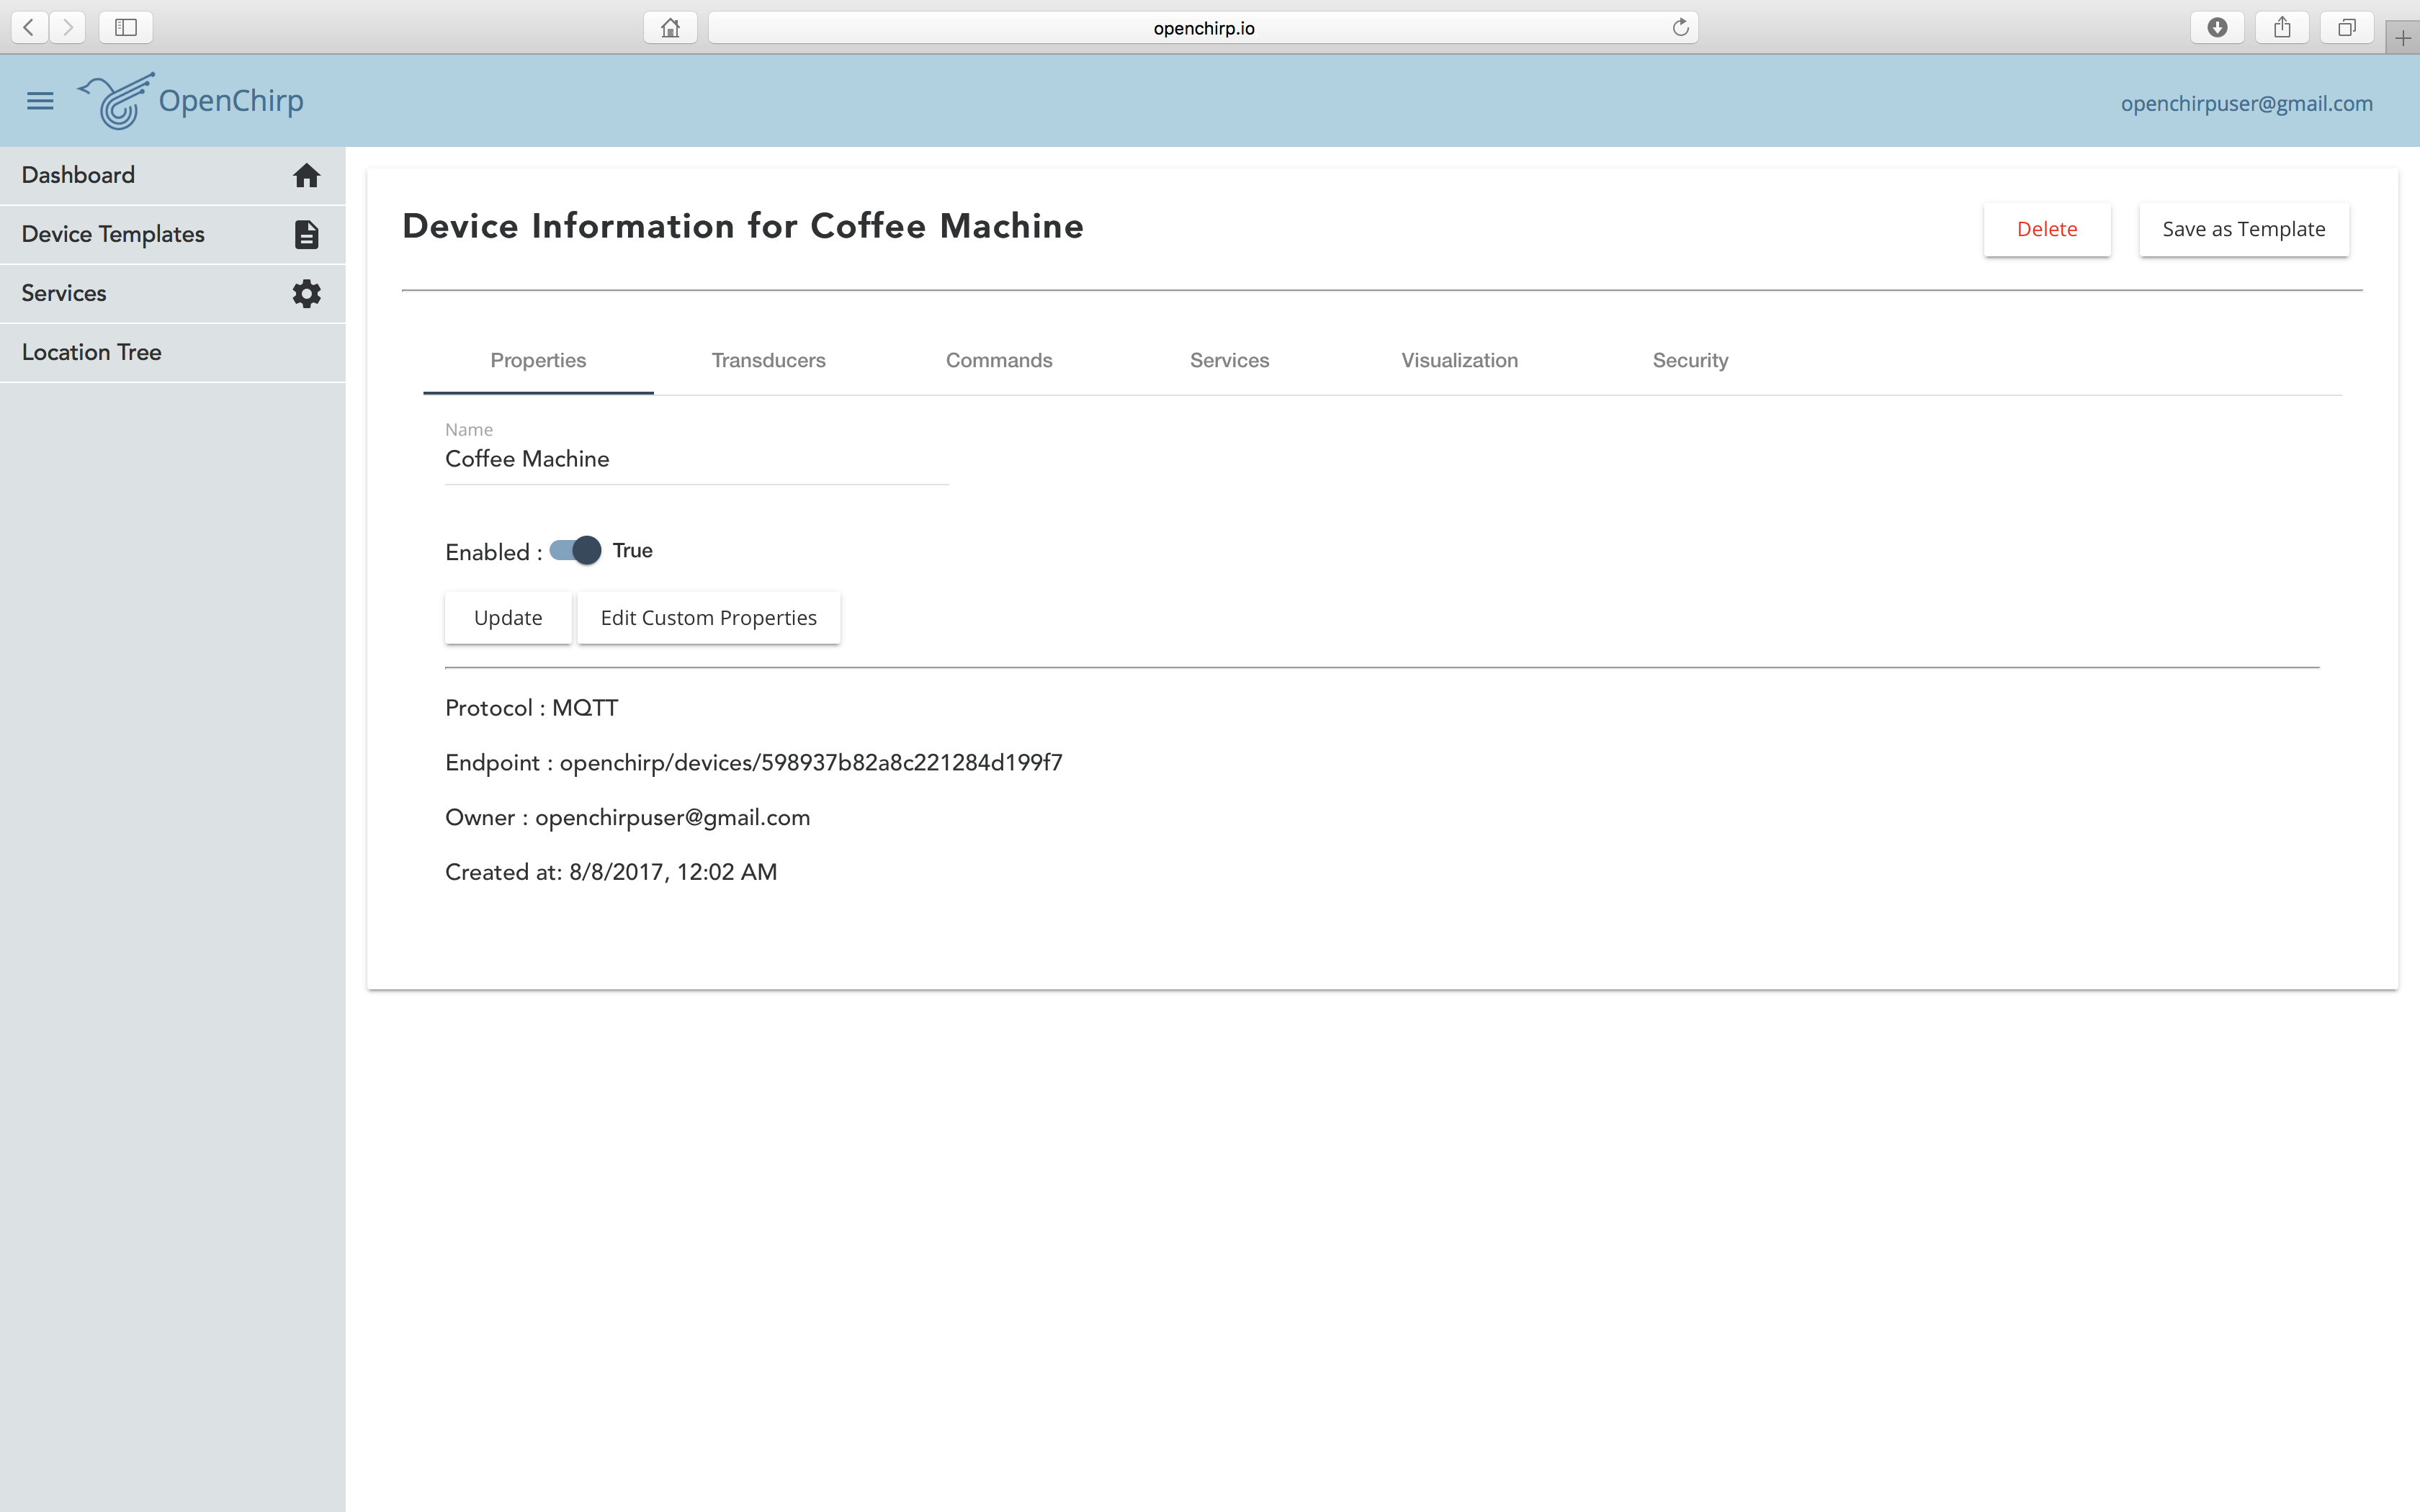 openchirp.io
OpenChirp
openchirpuser@gmail.com
Dashboard
Device Templates
Services
Location Tree
Device Information for Coffee Machine
Delete
Save as Template
Properties
Transducers
Commands
Services
Visualization
Security
Name
Coffee Machine
Enabled : True
Update
Edit Custom Properties
Protocol : MQTT
Endpoint : openchirp/devices/598937b82a8c221284d199f7
Owner : openchirpuser@gmail.com
Created at: 8/8/2017, 12:02 AM